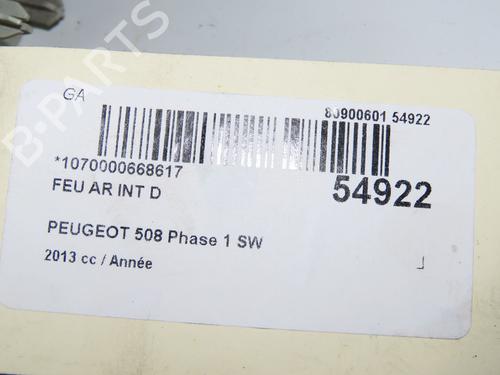 GA
80900601 54922
*1070000668617
FEU AR INT D
54922
PEUGEOT 508 Phase 1 SW
2013 cc / Année
B-PARTS